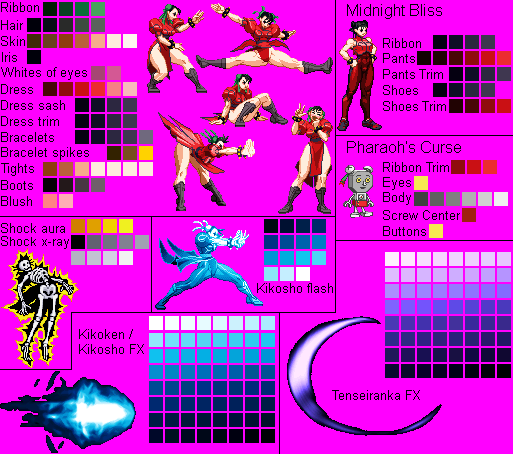 Ribbon
Hair
Skin
Iris
Whites of eyes
Dress
Dress sash
Dress trim
Bracelets
Bracelet spikes
Tights
Boots
Blush
Midnight Bliss
Ribbon
Pants
Pants Trim
Shoes
Shoes Trim
Pharaoh's Curse
Ribbon Trim
Eyes
Body
Screw Center
Buttons
Shock aura
Shock x-ray
Kikosho flash
Kikoken /
Kikosho FX
Tenseiranka FX